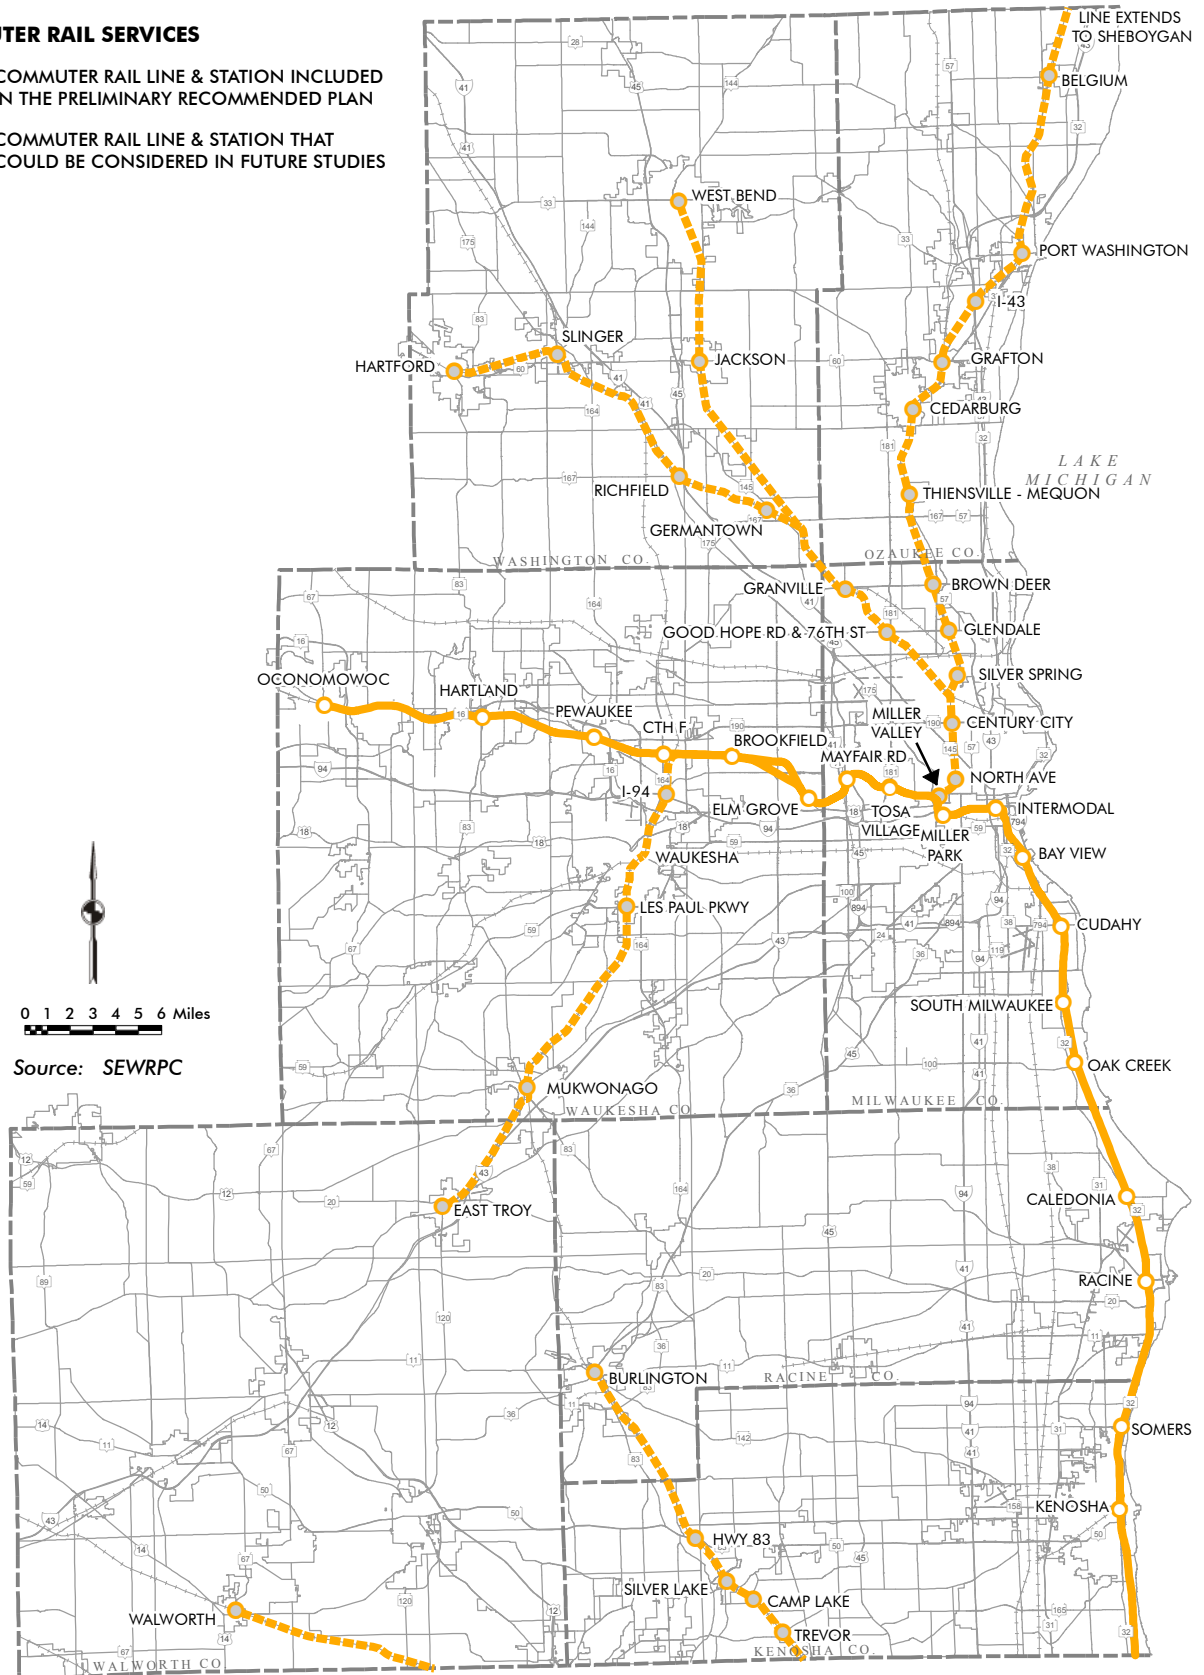 UTER RAIL SERVICES
COMMUTER RAIL LINE & STATION INCLUDED
N THE PRELIMINARY RECOMMENDED PLAN
COMMUTER RAIL LINE & STATION THAT
COULD BE CONSIDERED IN FUTURE STUDIES
LINE EXTENDS
TO SHEBOYGAN
BELGIUM
WEST BEND
PORT WASHINGTON
I-43
SLINGER
HARTFORD
JACKSON
GRAFTON
CEDARBURG
LAKE
MICHIGAN
RICHFIELD
THIENSVILLE - MEQUON
GERMANTOWN
WASHINGTON CO.
OZAUKEE CO.
GRANVILLE
BROWN DEER
GOOD HOPE RD & 76TH ST
GLENDALE
SILVER SPRING
OCONOMOWOC
HARTLAND
PEWAUKEE
CTH F
BROOKFIELD
MILLER
VALLEY
CENTURY CITY
MAYFAIR RD
NORTH AVE
I-94
ELM GROVE
TOSA
VILLAGE
MILLER
PARK
INTERMODAL
BAY VIEW
WAUKESHA
LES PAUL PKWY
CUDAHY
SOUTH MILWAUKEE
0 1 2 3 4 5 6 Miles
Source: SEWRPC
OAK CREEK
MUKWONAGO
WAUKESHA CO.
MILWAUKEE CO.
EAST TROY
CALEDONIA
RACINE
BURLINGTON
RACINE CO.
SOMERS
KENOSHA
HWY 83
SILVER LAKE
CAMP LAKE
WALWORTH
TREVOR
KENOSHA CO.
WALWORTH CO